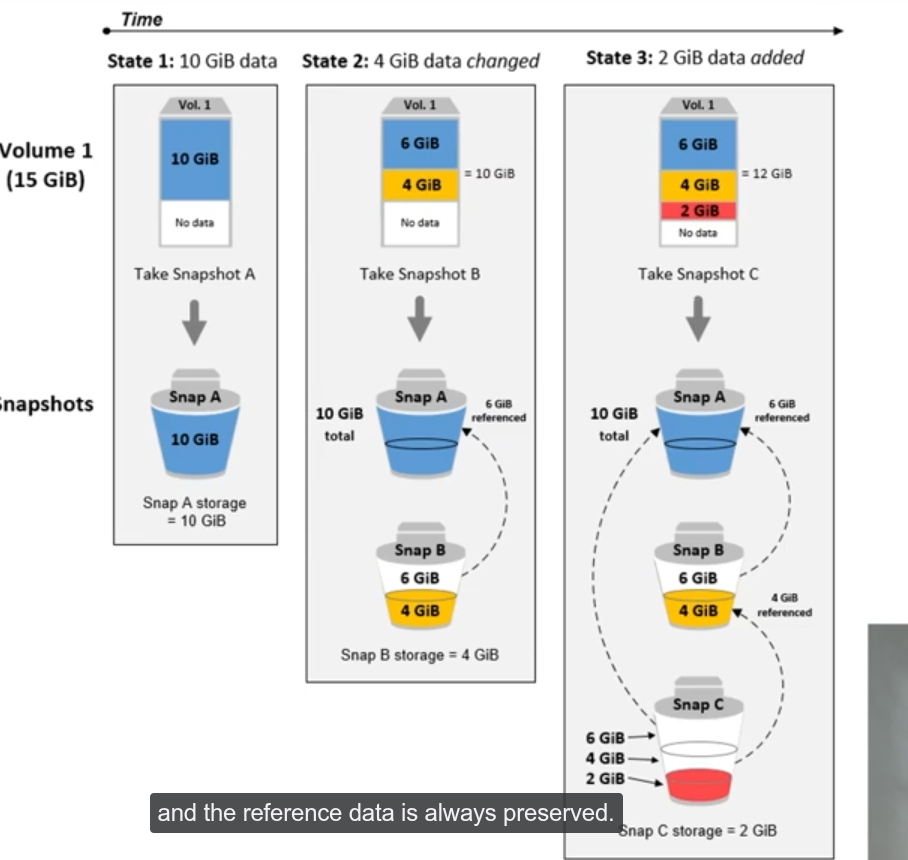 Time
State 1: 10 GiB data
State 2: 4 GiB data changed
State 3: 2 GiB data added
Volume 1
(15 GiB)
Vol. 1
10 GiB
No data
Take Snapshot A
Vol. 1
6 GiB
4 GiB
= 10 GiB
No data
Take Snapshot B
Vol. 1
6 GiB
4 GiB
= 12 GiB
2 GiB
No data
Take Snapshot C
Snapshots
Snap A
10 GiB
Snap A storage
= 10 GiB
10 GiB
total
Snap A
6 GiB
referenced
Snap B
6 GiB
4 GiB
Snap B storage = 4 GiB
10 GiB
total
Snap A
6 GiB
referenced
Snap B
6 GiB
4 GiB
4 GiB
referenced
Snap C
6 GiB
4 GiB
2 GiB
Snap C storage = 2 GiB
and the reference data is always preserved.